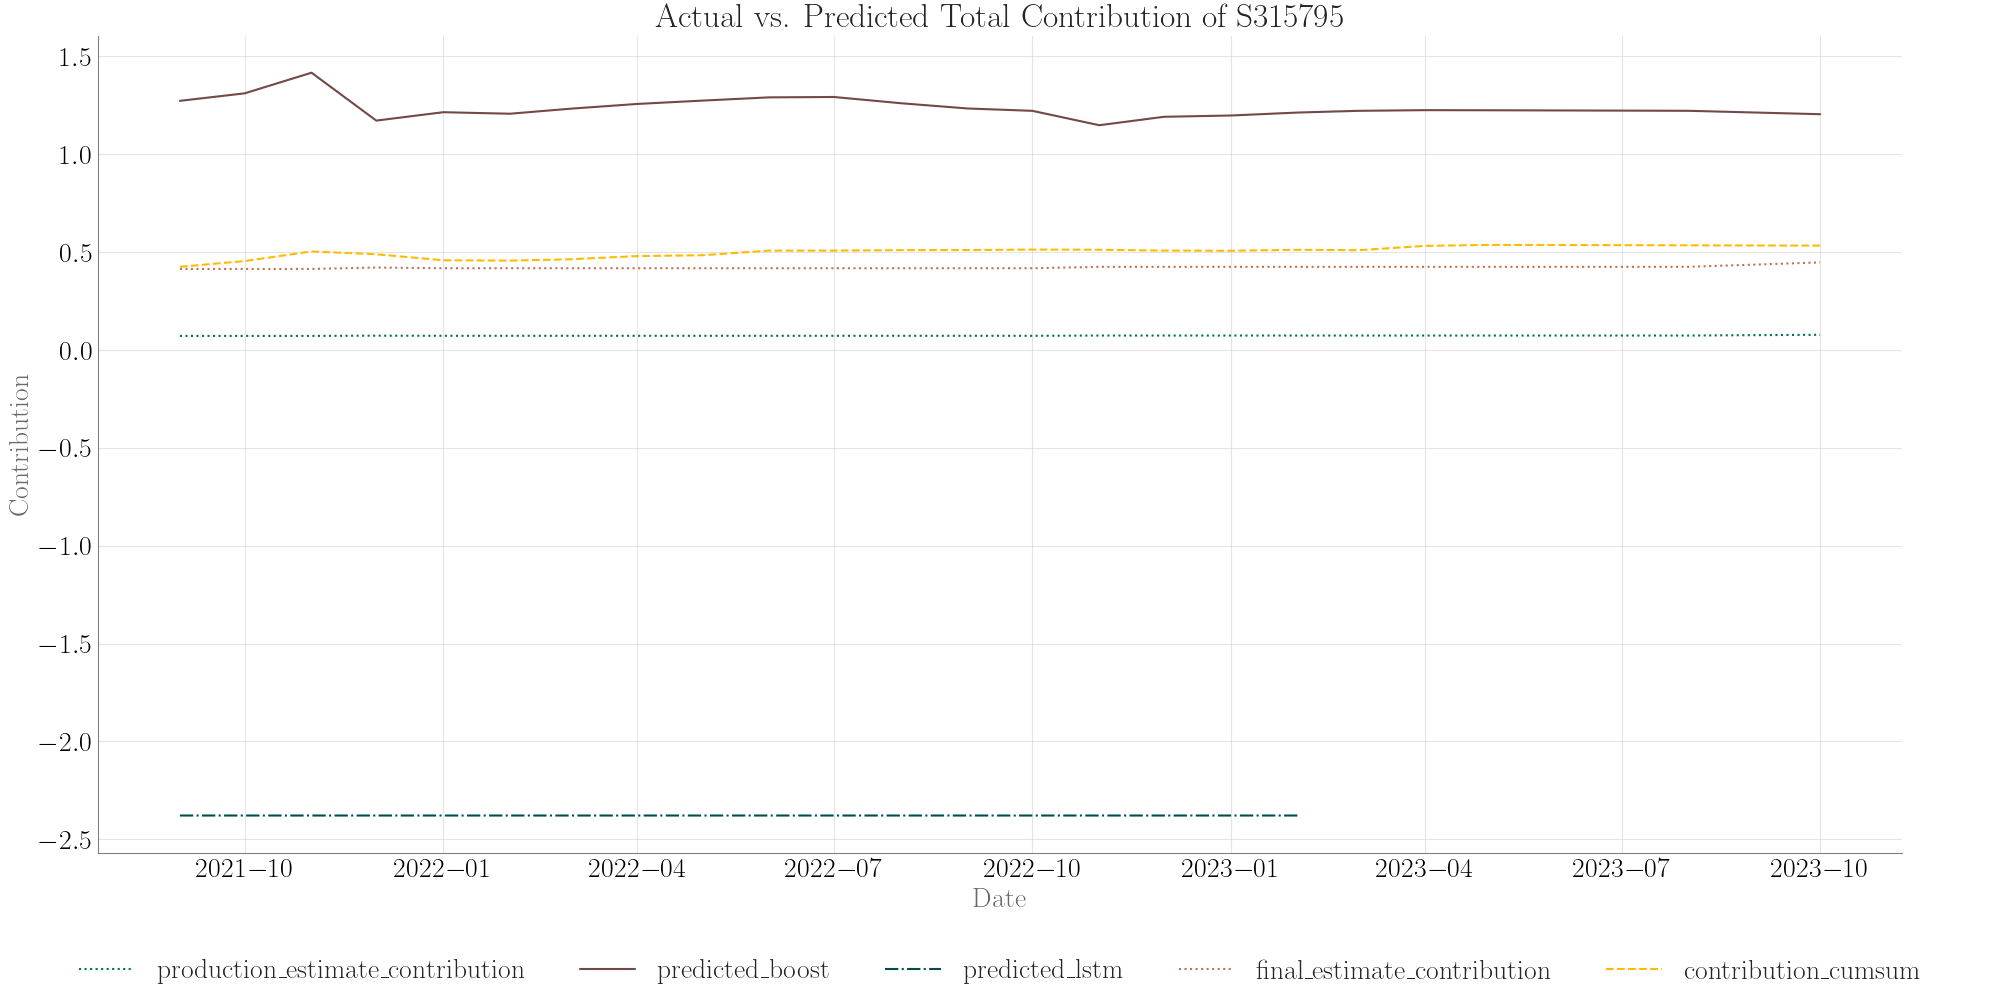 Actual vs. Predicted Total Contribution of S315795
1.5
1.0
0.5
0.0
−0.5
−1.0
−1.5
−2.0
−2.5
Contribution
2021−10 2022−01 2022−04 2022−07 2022−10 2023−01 2023−04 2023−07 2023−10
Date
production_estimate_contribution predicted_boost predicted_lstm final_estimate_contribution contribution_cumsum